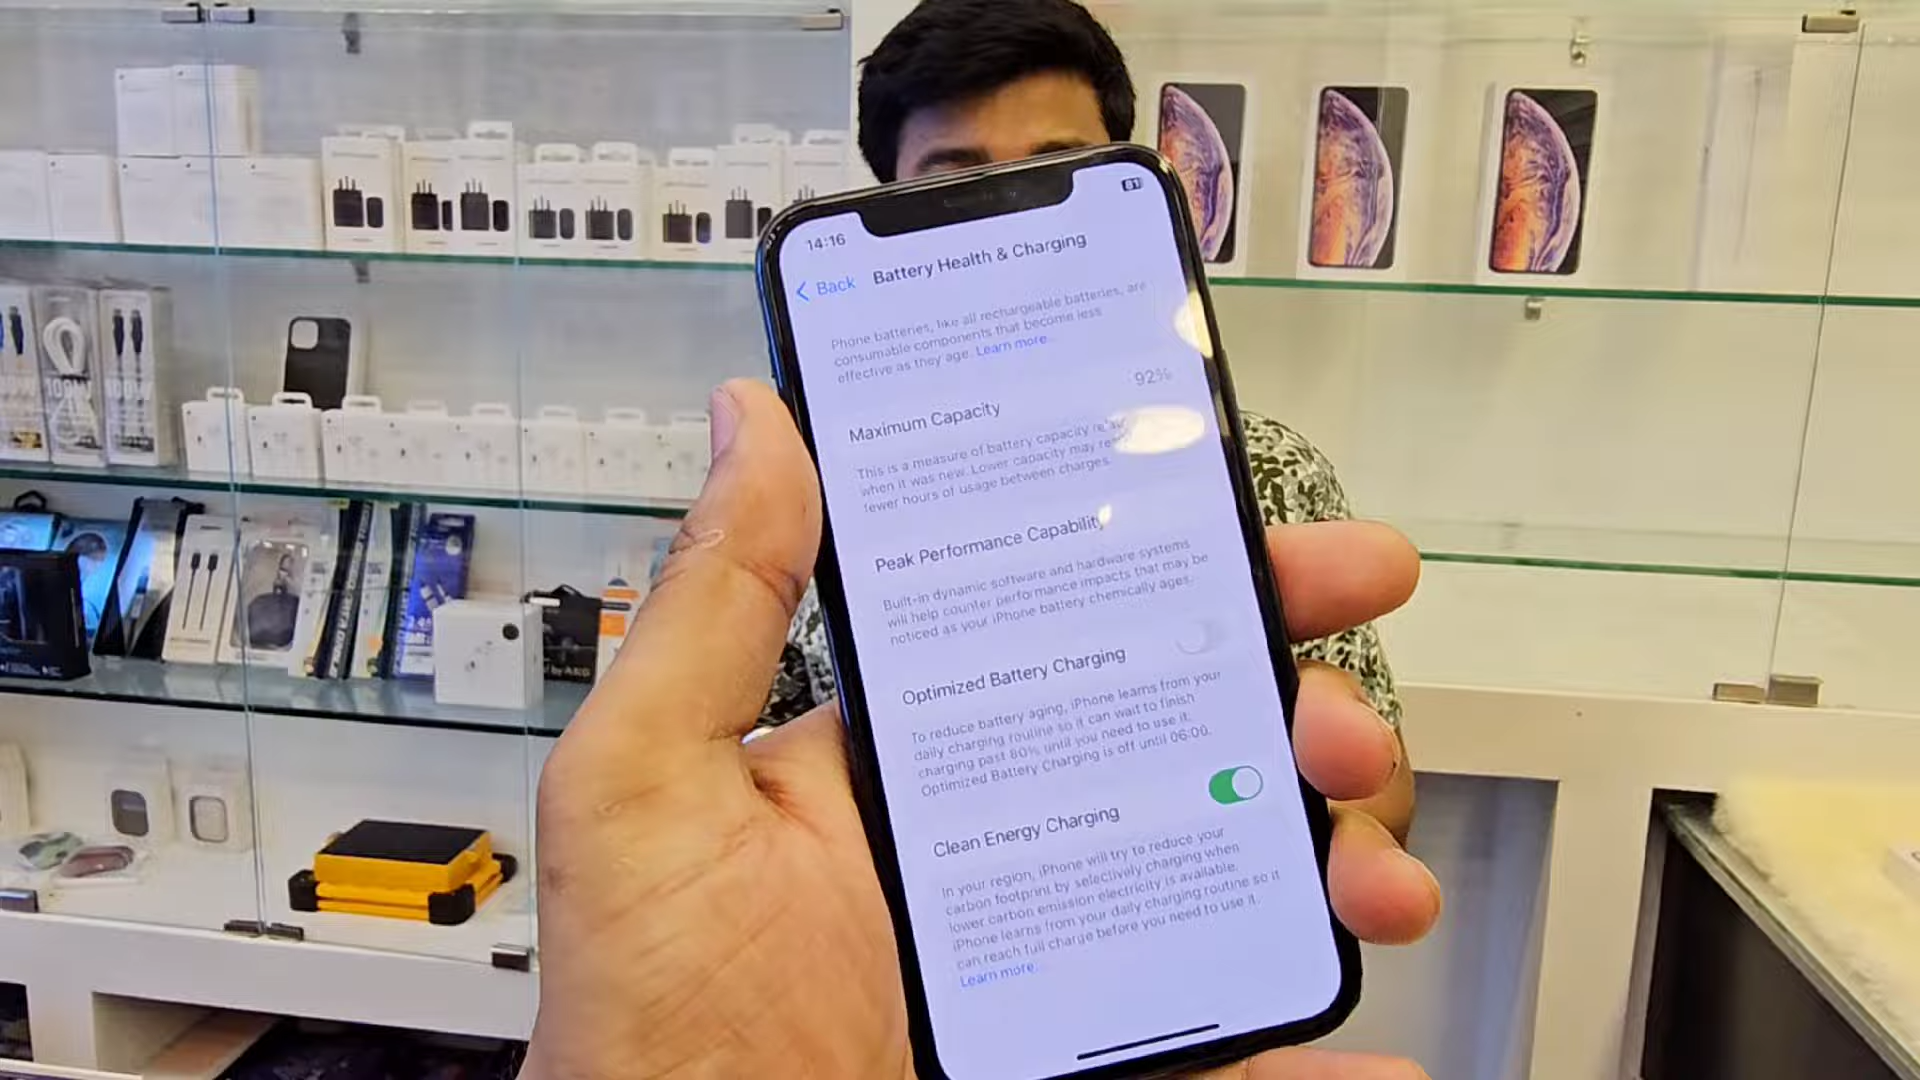 14:16
81
Back
Battery Health & Charging
Phone batteries, like all rechargeable batteries, are
consumable components that become less
effective as they age. Learn more...
Maximum Capacity
92%
This is a measure of battery capacity
when it was new. Lower capacity may
fewer hours of usage between charges.
Peak Performance Capability
Built-in dynamic software and hardware systems
will help counter performance impacts that may be
noticed as your iPhone battery chemically ages.
Optimized Battery Charging
To reduce battery aging, iPhone learns from your
daily charging routine so it can wait to finish
charging past 80% until you need to use it.
Optimized Battery Charging is off until 06:00.
Clean Energy Charging
In your region, iPhone will try to reduce your
carbon footprint by selectively charging when
lower carbon emission electricity is available.
iPhone learns from your daily charging routine so it
can reach full charge before you need to use it.
Learn more...
100W